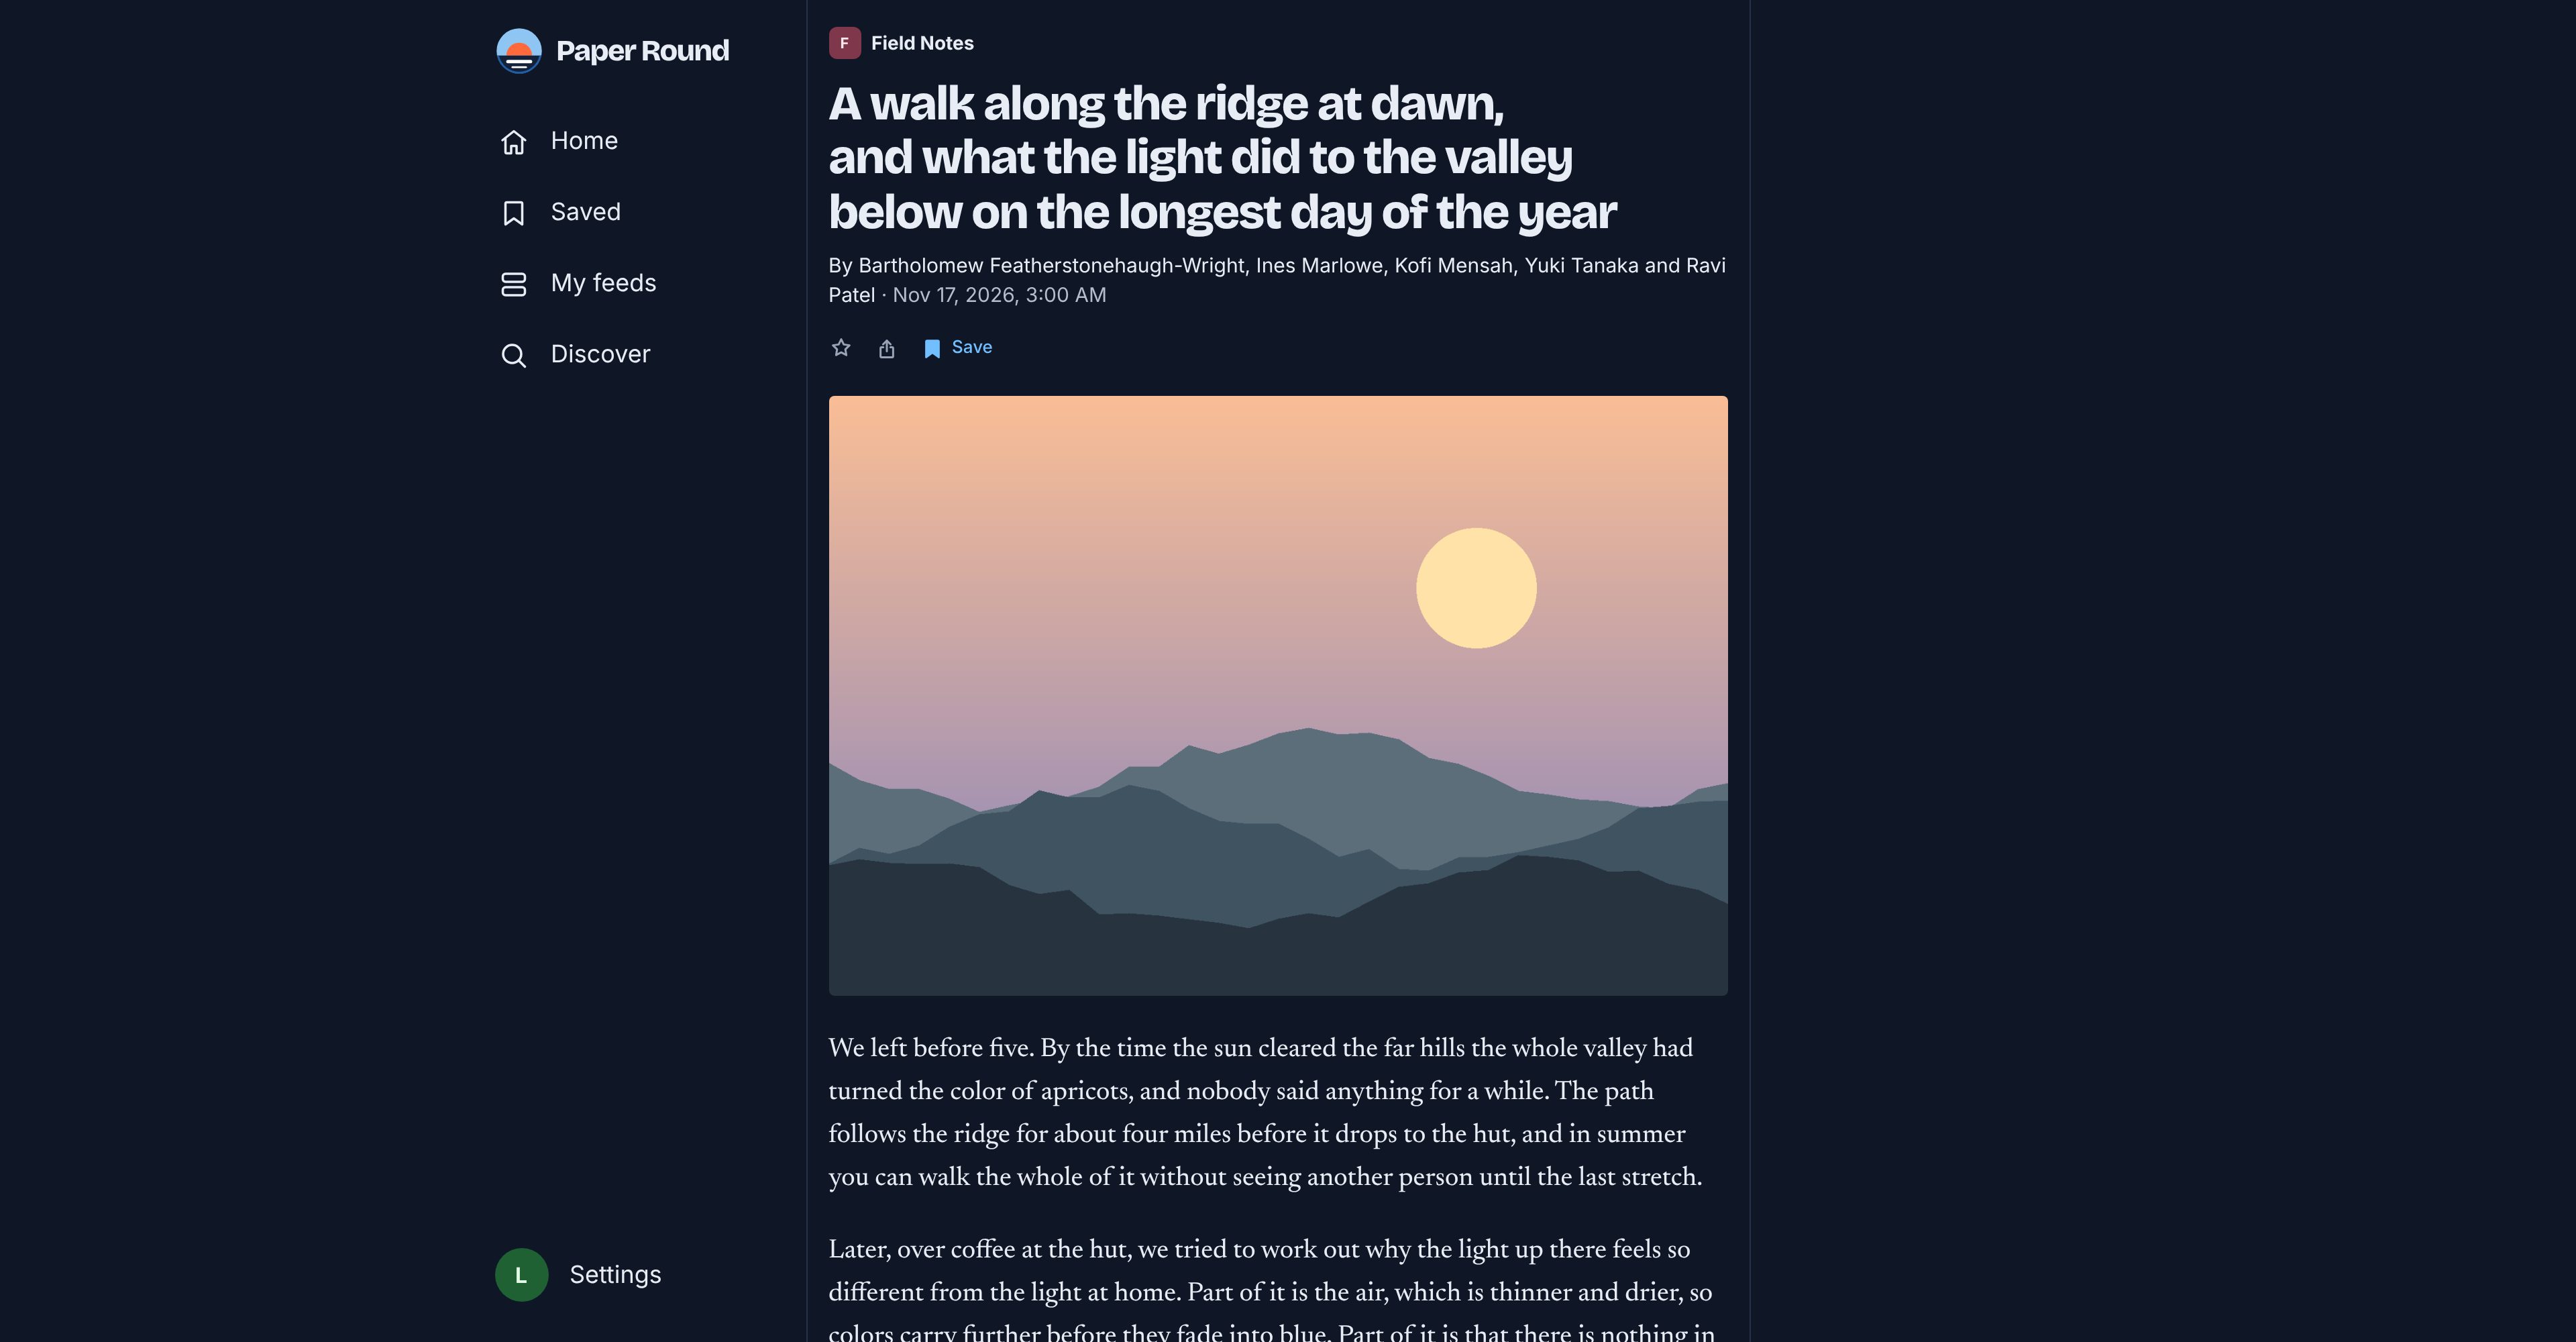 Paper Round
Home
Saved
My feeds
Discover
L
Settings
F
Field Notes
A walk along the ridge at dawn,
and what the light did to the valley
below on the longest day of the year
By Bartholomew Featherstonehaugh-Wright, Ines Marlowe, Kofi Mensah, Yuki Tanaka and Ravi
Patel · Nov 17, 2026, 3:00 AM
Save
We left before five. By the time the sun cleared the far hills the whole valley had
turned the color of apricots, and nobody said anything for a while. The path
follows the ridge for about four miles before it drops to the hut, and in summer
you can walk the whole of it without seeing another person until the last stretch.
Later, over coffee at the hut, we tried to work out why the light up there feels so
different from the light at home. Part of it is the air, which is thinner and drier, so
colors carry further before they fade into blue. Part of it is that there is nothing in